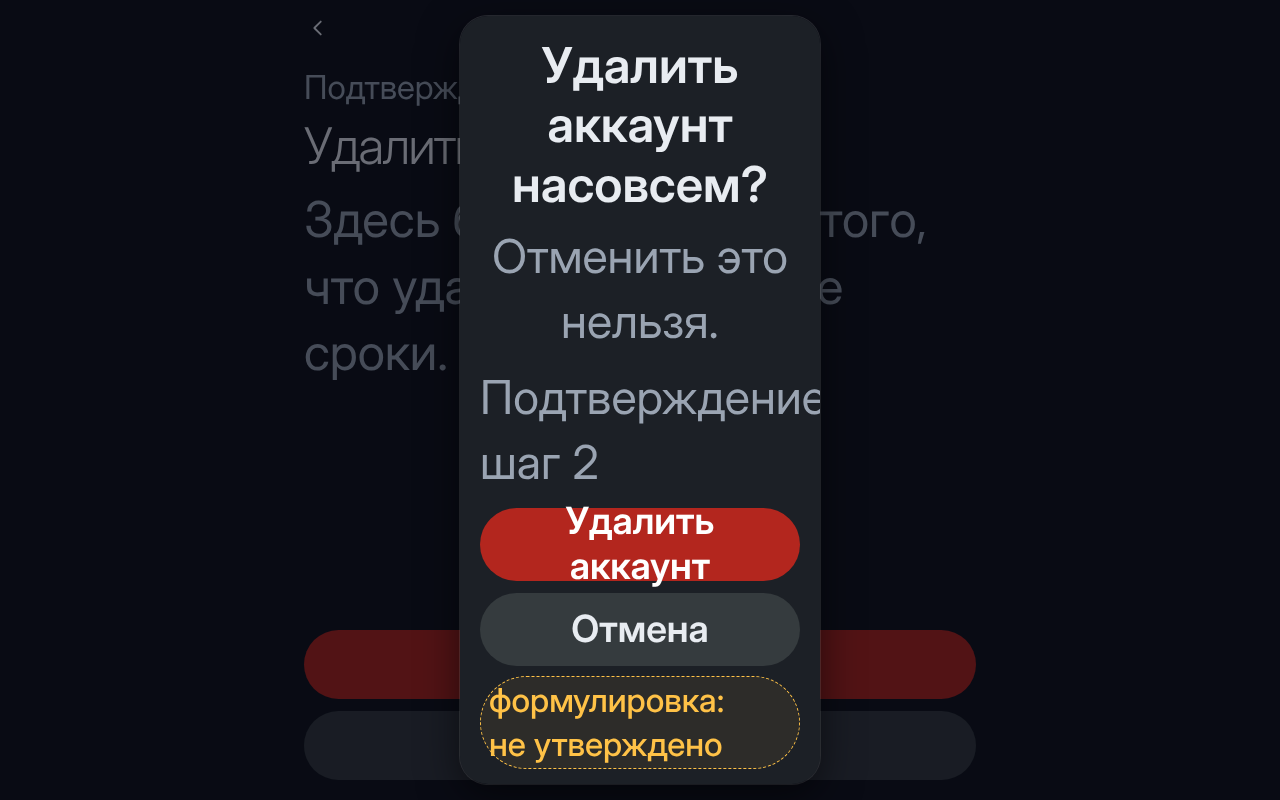 Подтверж
Удалить
Здесь того,
что уда е
сроки.
Удалить
аккаунт
насовсем?
Отменить это
нельзя.
Подтверждение
шаг 2
Удалить
аккаунт
Отмена
формулировка:
не утверждено